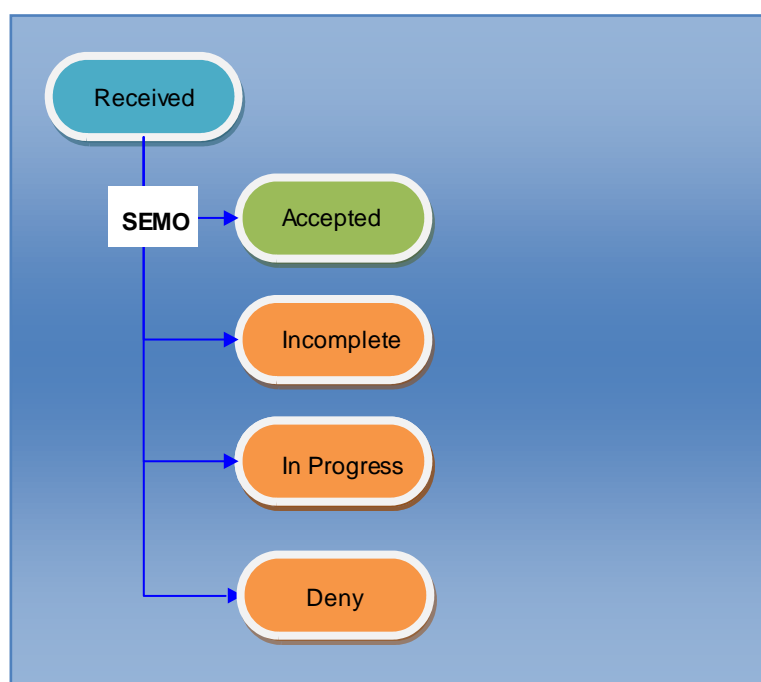 Received
SEMO
Accepted
Incomplete
In Progress
Deny